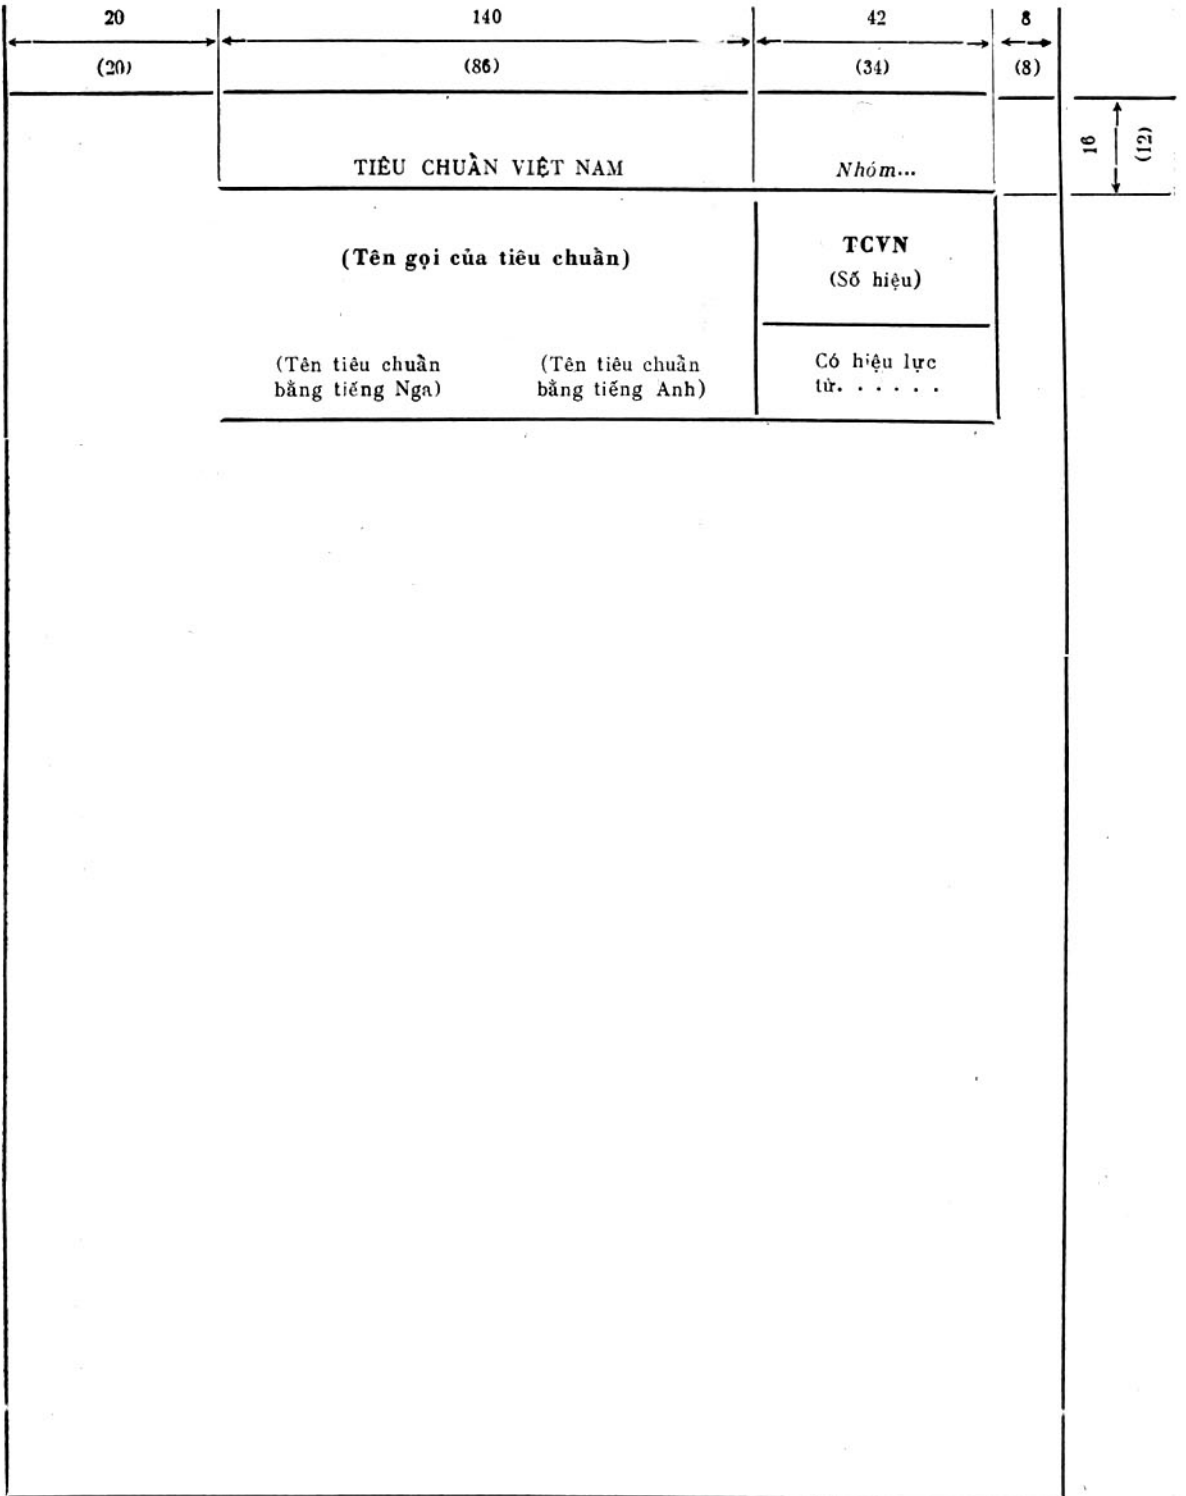 20 140 42 8
(20) (86) (34) (8)
16 (12)
TIÊU CHUẨN VIỆT NAM Nhóm...
(Tên gọi của tiêu chuẩn)
TCVN
(Số hiệu)
(Tên tiêu chuẩn
bằng tiếng Nga)
(Tên tiêu chuẩn
bằng tiếng Anh)
Có hiệu lực
từ. . . . . .